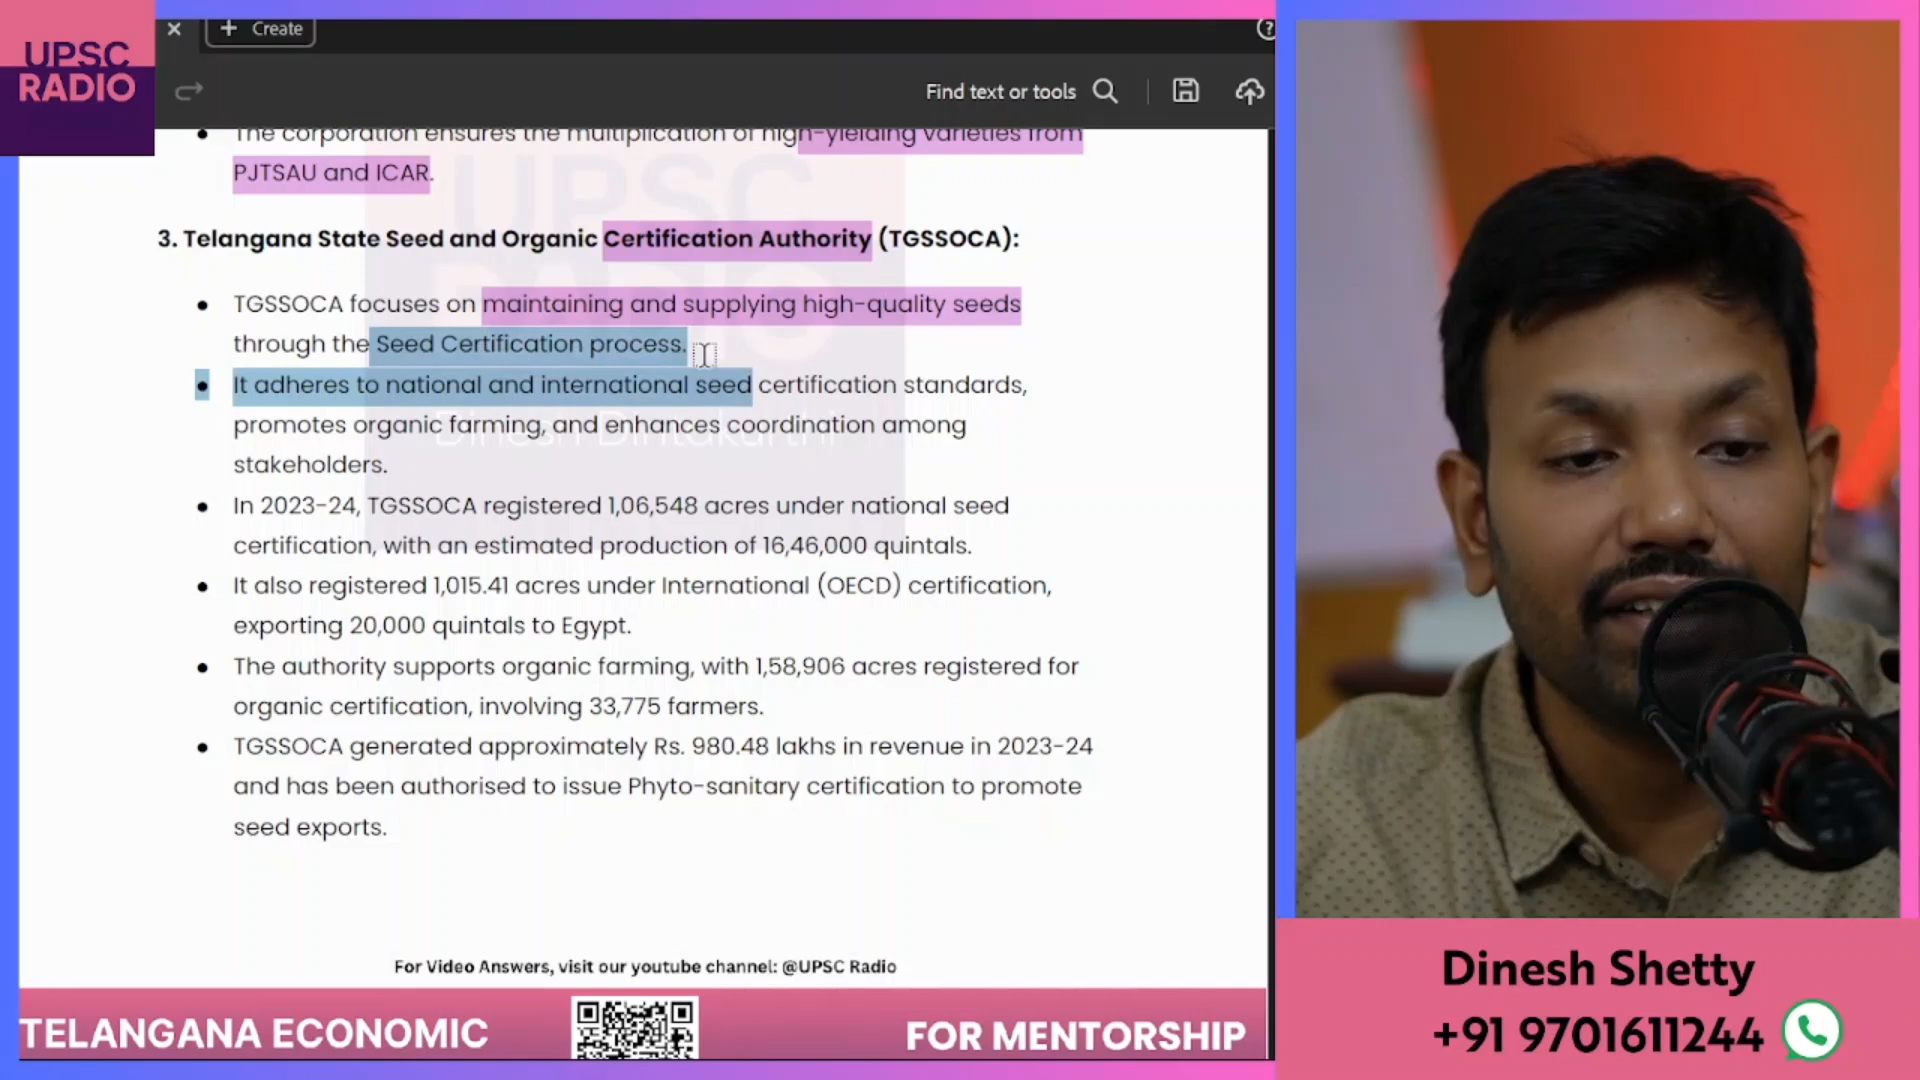 UPSC
RADIO
Create
Find text or tools
The corporation ensures the multiplication of high-yielding varieties from
PJTSAU and ICAR.
3. Telangana State Seed and Organic Certification Authority (TGSSOCA):
TGSSOCA focuses on maintaining and supplying high-quality seeds
through the Seed Certification process.
It adheres to national and international seed certification standards,
promotes organic farming, and enhances coordination among
stakeholders.
In 2023-24, TGSSOCA registered 1,06,548 acres under national seed
certification, with an estimated production of 16,46,000 quintals.
It also registered 1,015.41 acres under International (OECD) certification,
exporting 20,000 quintals to Egypt.
The authority supports organic farming, with 1,58,906 acres registered for
organic certification, involving 33,775 farmers.
TGSSOCA generated approximately Rs. 980.48 lakhs in revenue in 2023-24
and has been authorised to issue Phyto-sanitary certification to promote
seed exports.
UPSC
RADIO
Dinesh Dintakurthi
For Video Answers, visit our youtube channel: @UPSC Radio
TELANGANA ECONOMIC
FOR MENTORSHIP
Dinesh Shetty
+91 9701611244